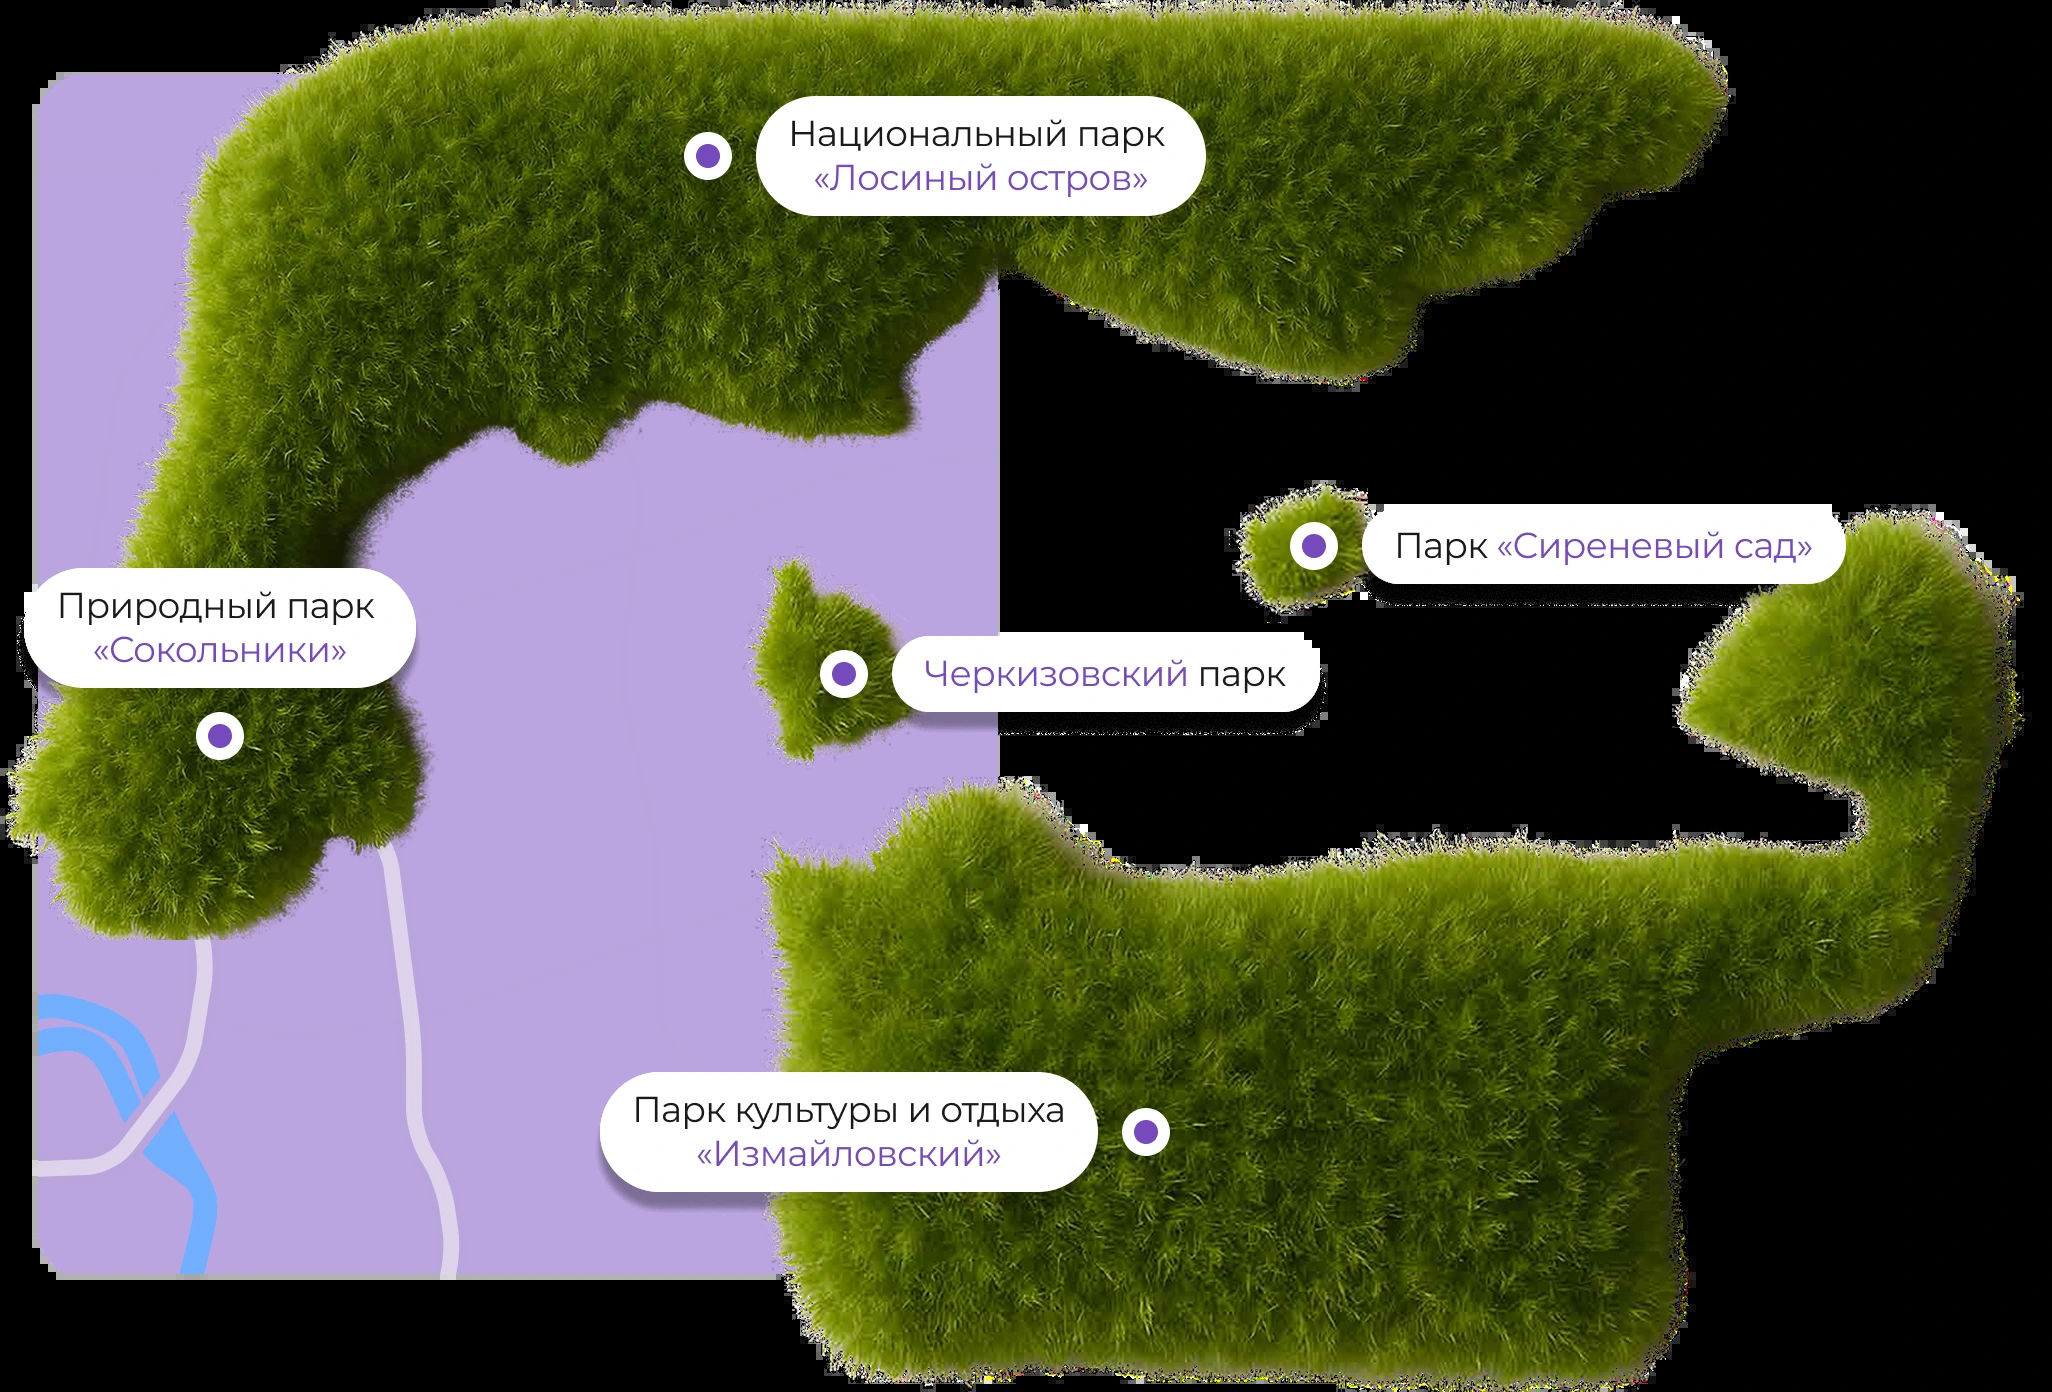 Национальный парк
«Лосиный остров»
Парк «Сиреневый сад»
Природный парк
«Сокольники»
Черкизовский парк
Парк культуры и отдыха
«Измайловский»